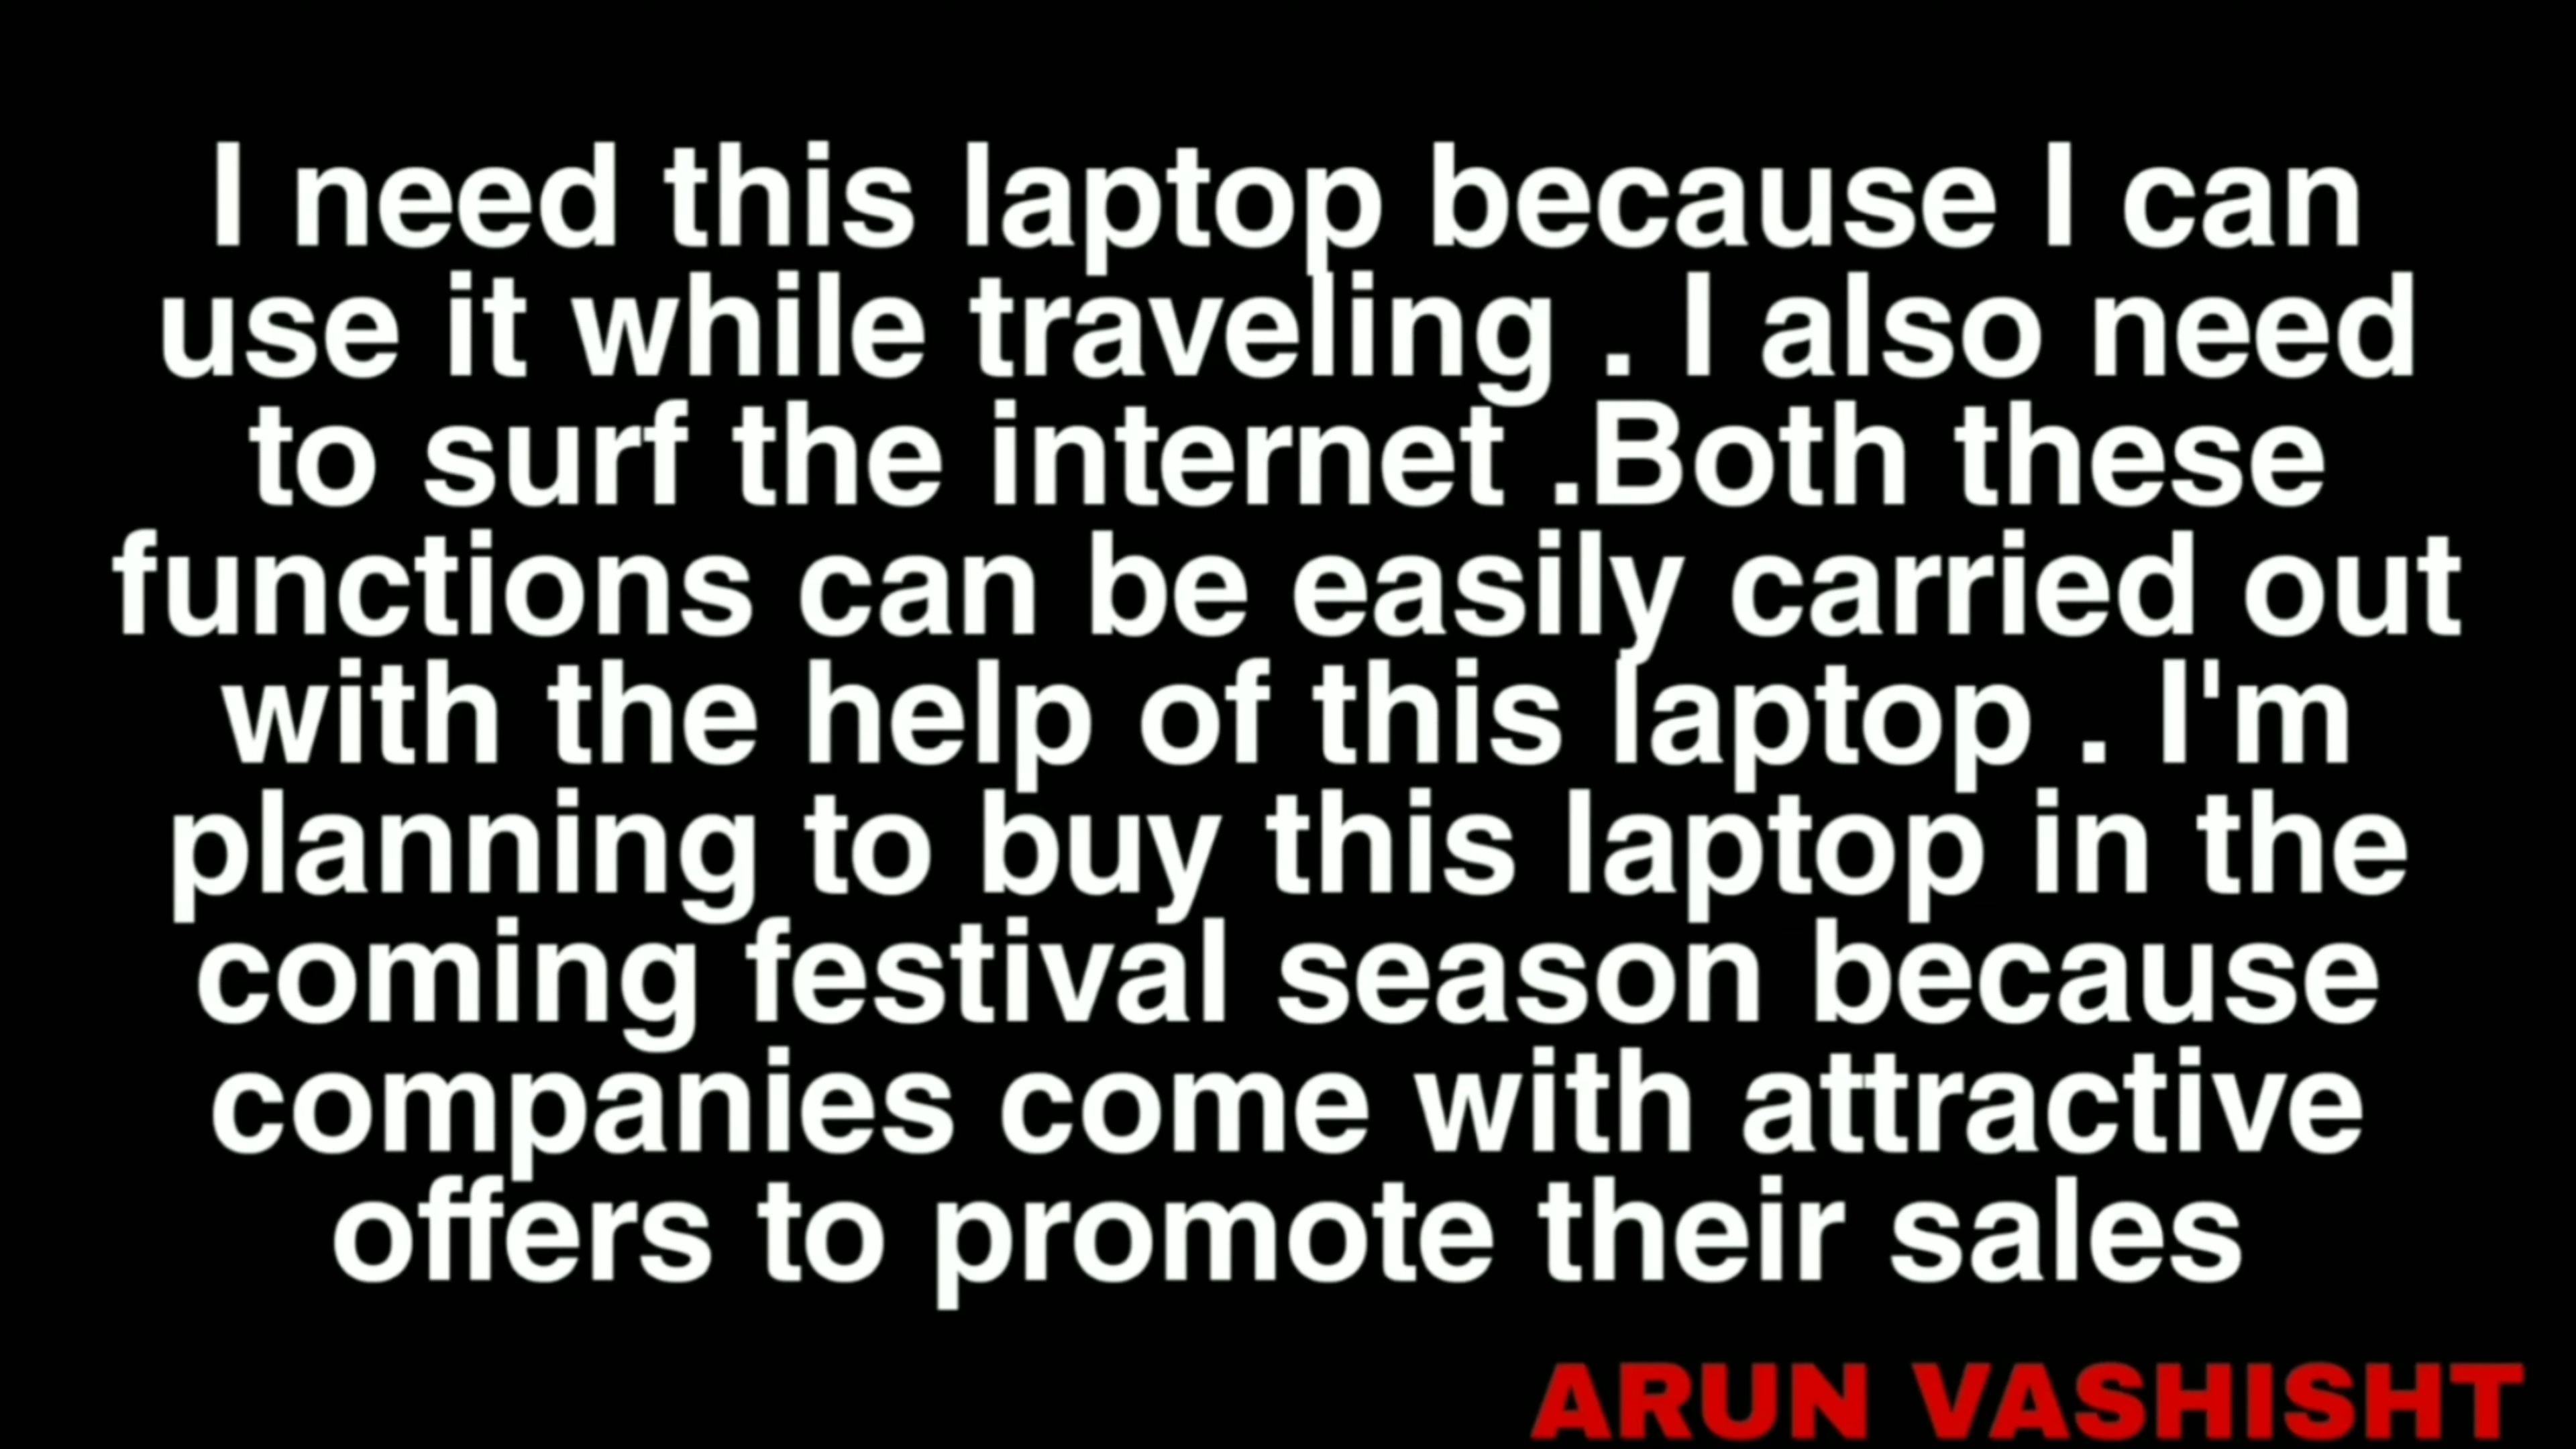 I need this laptop because I can
use it while traveling . I also need
to surf the internet .Both these
functions can be easily carried out
with the help of this laptop . I'm
planning to buy this laptop in the
coming festival season because
companies come with attractive
offers to promote their sales
ARUN VASHISHT